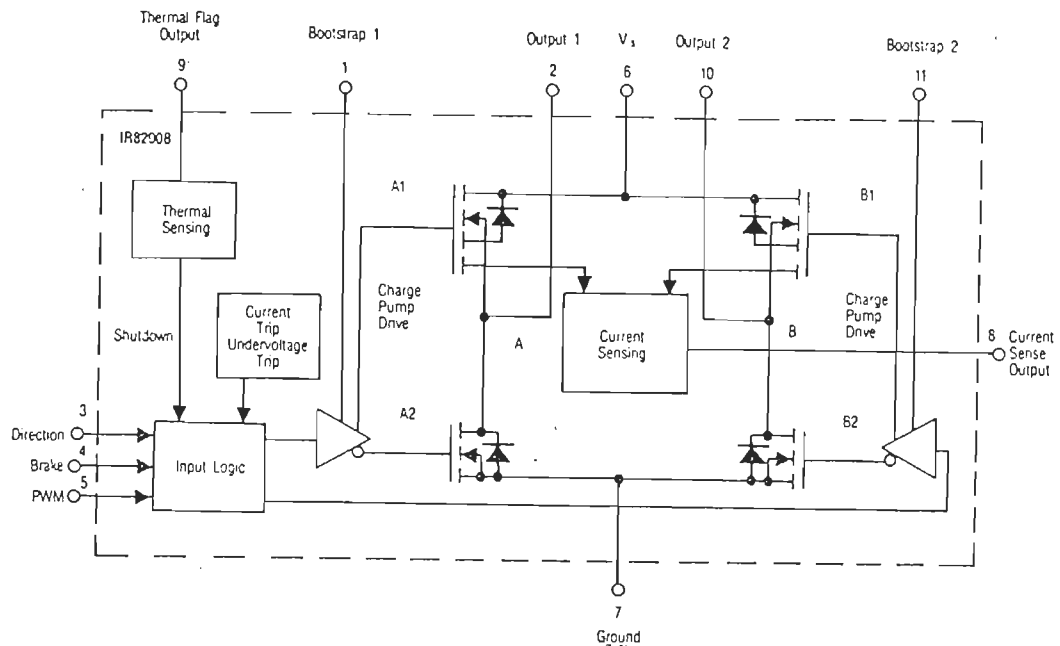 Thermal Flag
Output
9
Bootstrap 1
1
Output 1
2
Vs
6
Output 2
10
Bootstrap 2
11
IR82908
Thermal
Sensing
A1
B1
Charge
Pump
Drive
Charge
Pump
Drive
Shutdown
Current
Trip
Undervoltage
Trip
A
Current
Sensing
B
8
Current
Sense
Output
A2
B2
3
Direction
4
Brake
5
PWM
Input Logic
7
Ground